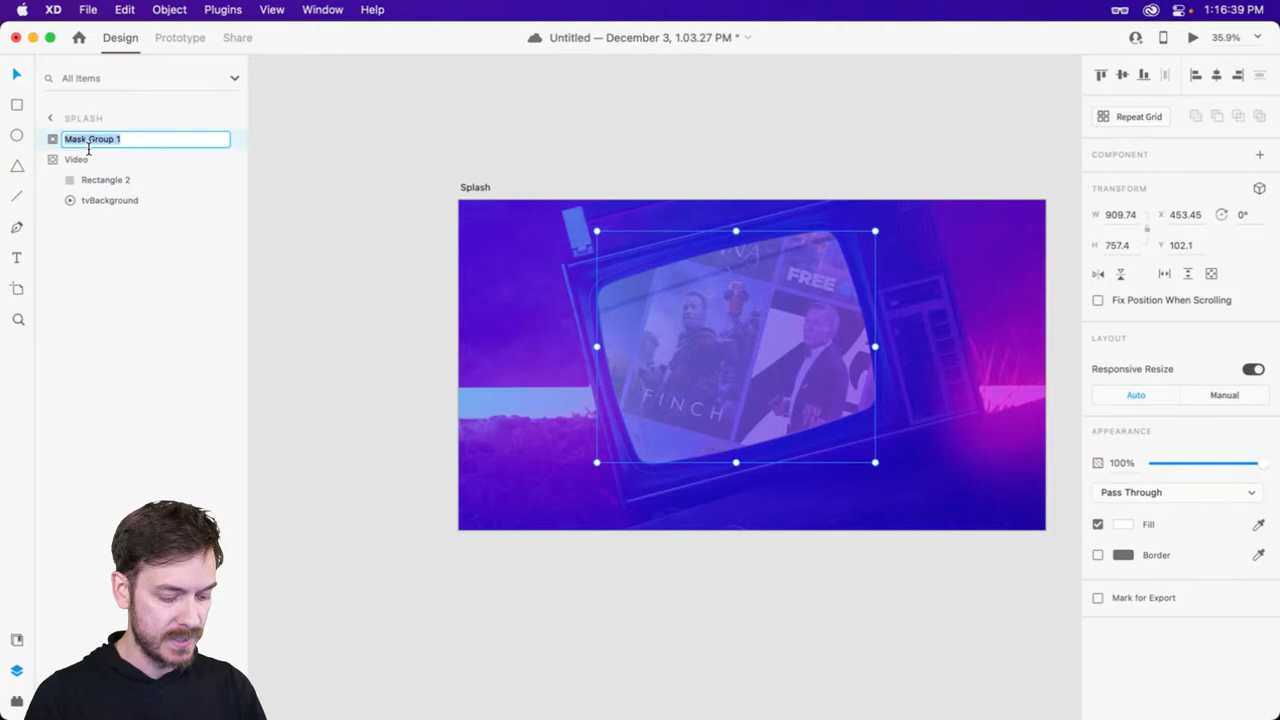 XD File Edit Object Plugins View Window Help 1:16:39 PM
Design Prototype Share Untitled — December 3, 1.03.27 PM * 35.9%
All Items
SPLASH
Mask Group 1
Video
Rectangle 2
tvBackground
Splash
FREE
FINCH
Repeat Grid
COMPONENT
TRANSFORM
W 909.74 X 453.45 0°
H 757.4 Y 102.1
Fix Position When Scrolling
LAYOUT
Responsive Resize
Auto Manual
APPEARANCE
100%
Pass Through
Fill
Border
Mark for Export